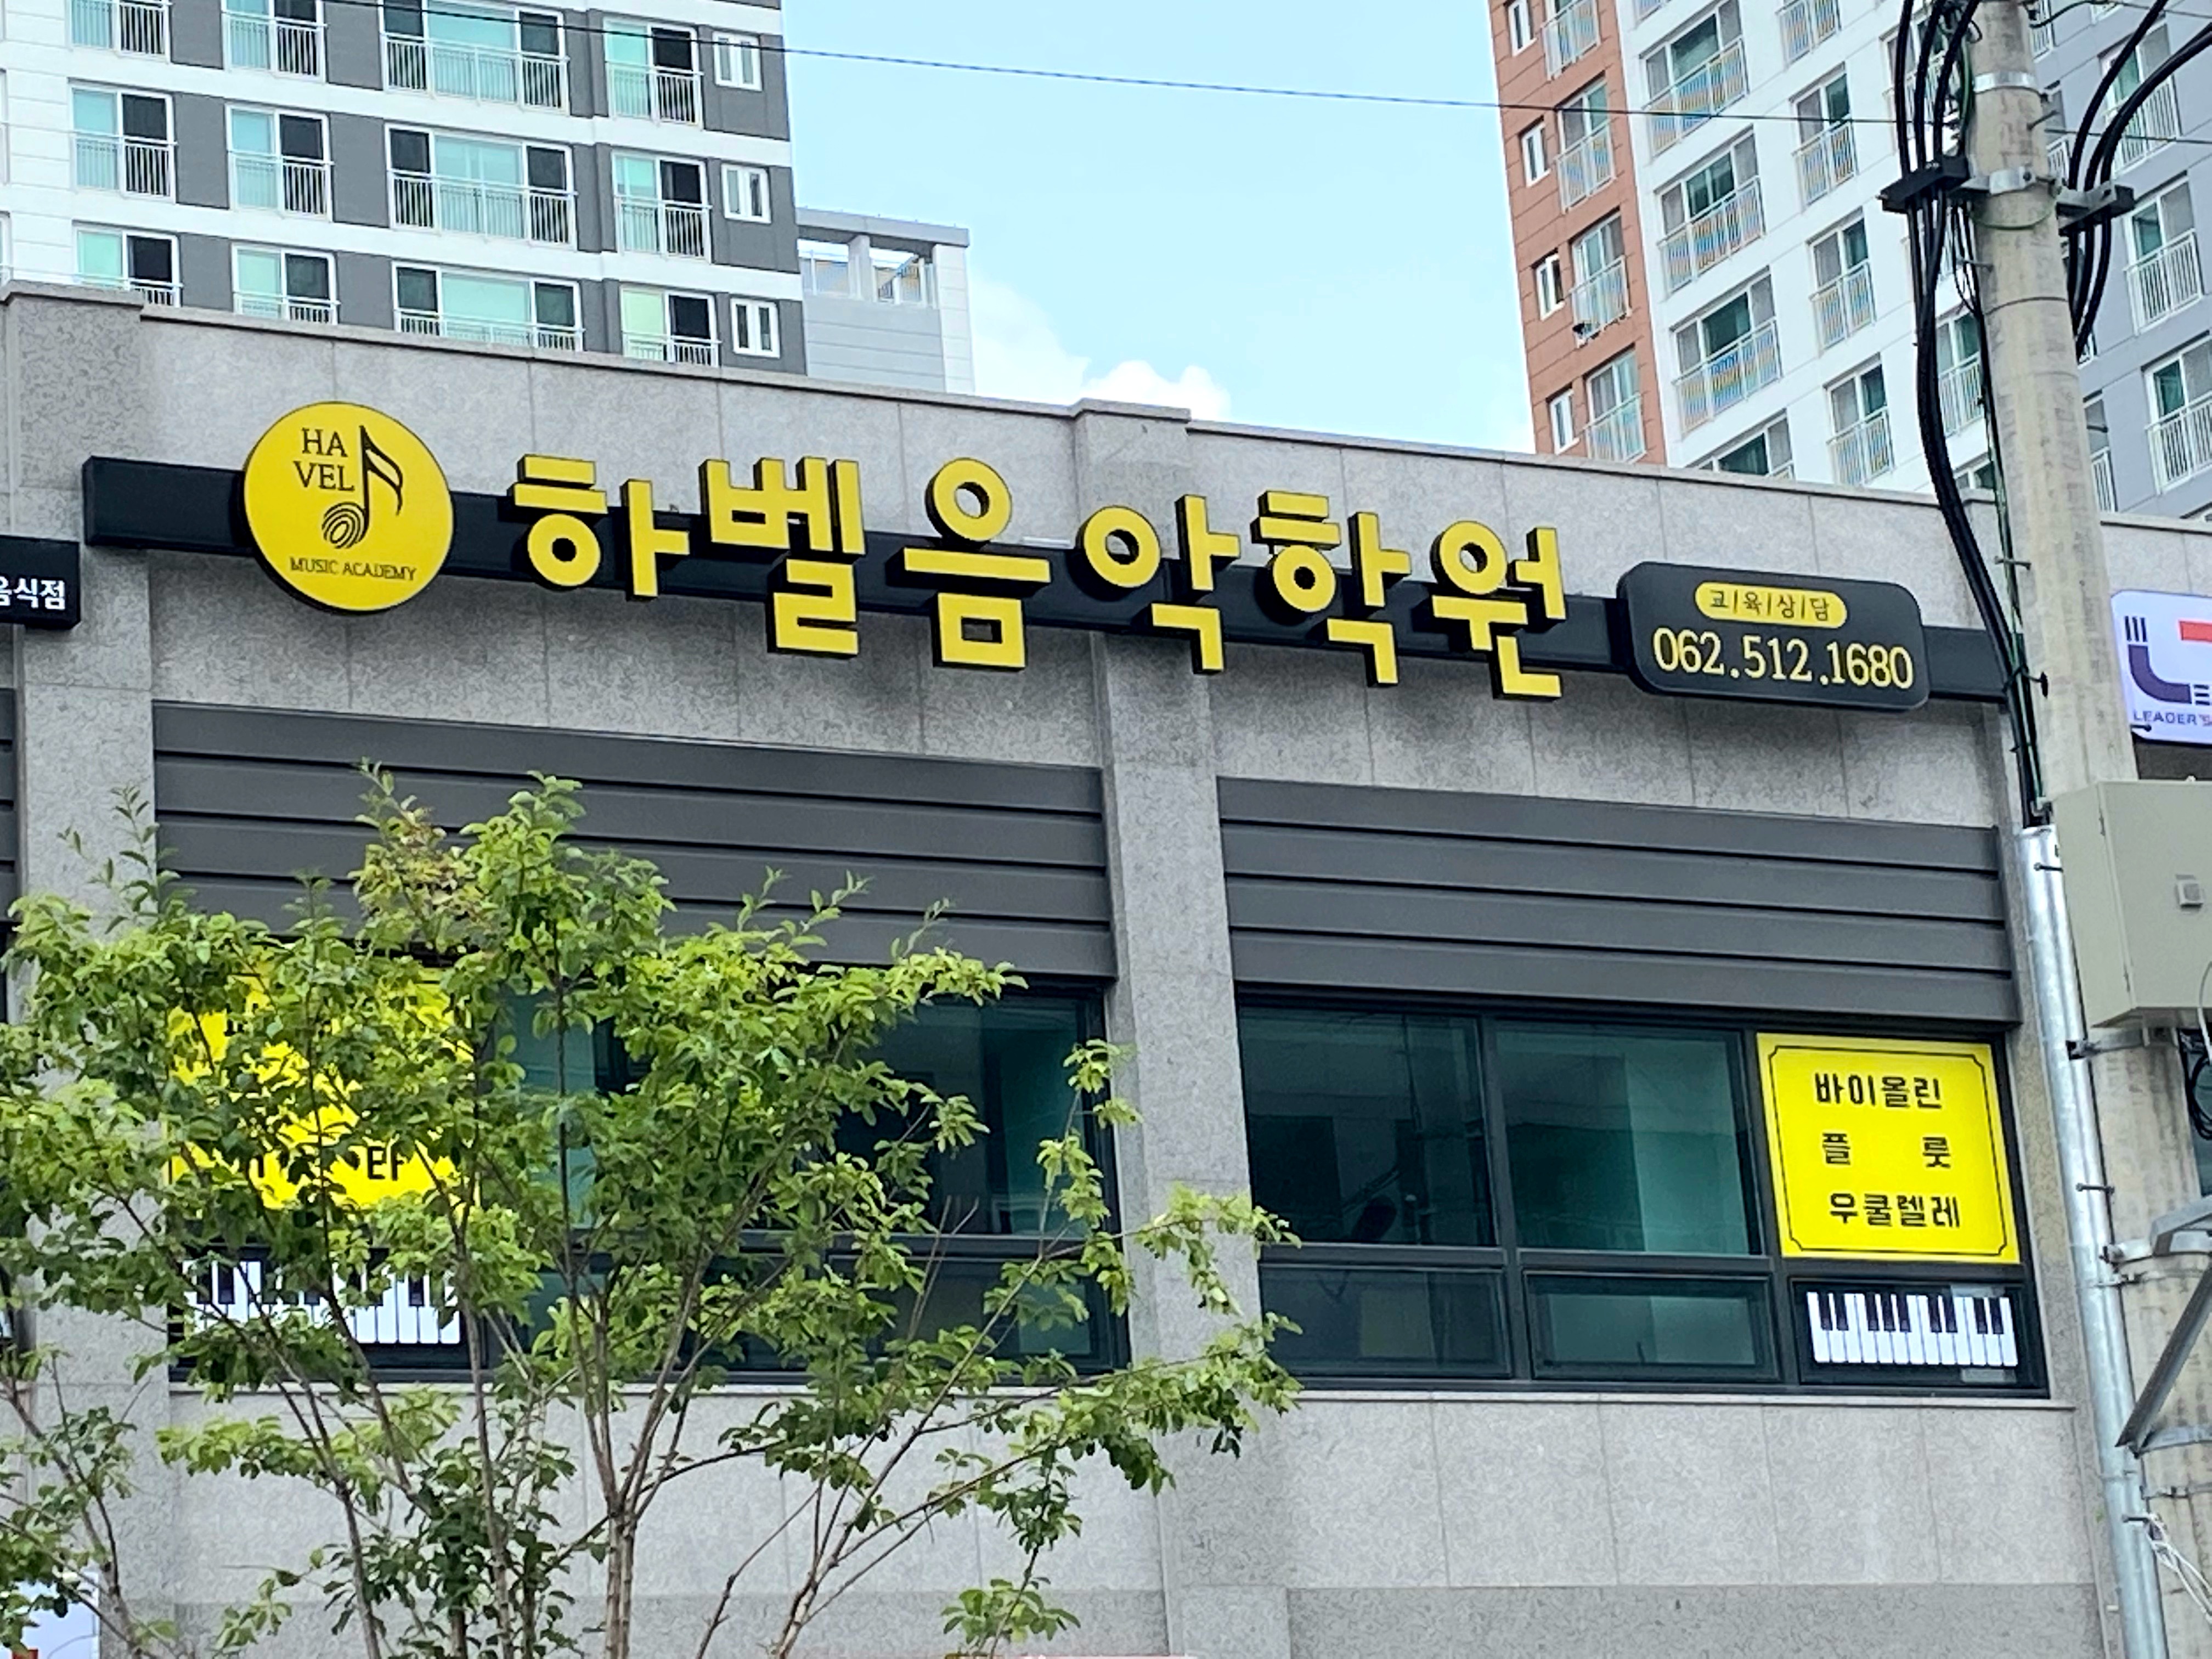 HA
VEL
MUSIC ACADEMY
하벨음악학원
교|육|상|담
062.512.1680
음식점
LEADER'S
바이올린
플 룻
우쿨렐레
타